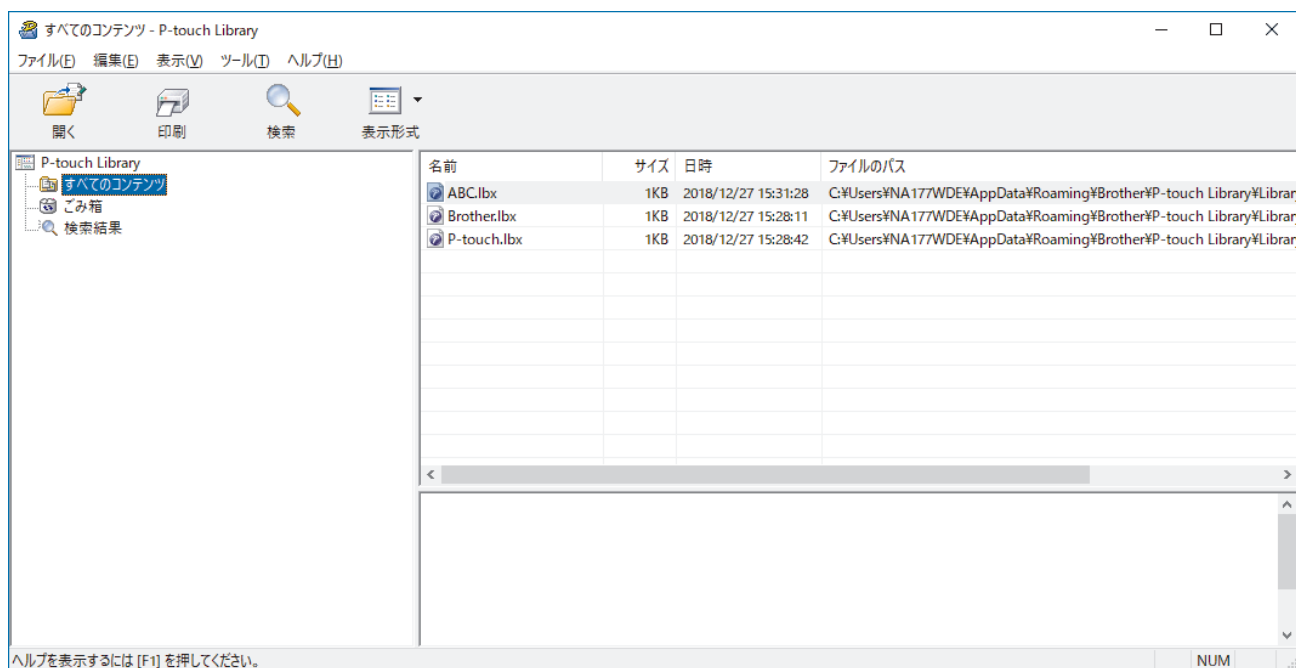 すべてのコンテンツ - P-touch Library
ファイル(F) 編集(E) 表示(V) ツール(T) ヘルプ(H)
開く 印刷 検索 表示形式
P-touch Library
すべてのコンテンツ
ごみ箱
検索結果
名前 サイズ 日時 ファイルのパス
ABC.lbx 1KB 2018/12/27 15:31:28 C:¥Users¥NA177WDE¥AppData¥Roaming¥Brother¥P-touch Library¥Librar
Brother.lbx 1KB 2018/12/27 15:28:11 C:¥Users¥NA177WDE¥AppData¥Roaming¥Brother¥P-touch Library¥Librar
P-touch.lbx 1KB 2018/12/27 15:28:42 C:¥Users¥NA177WDE¥AppData¥Roaming¥Brother¥P-touch Library¥Librar
ヘルプを表示するには [F1] を押してください。 NUM